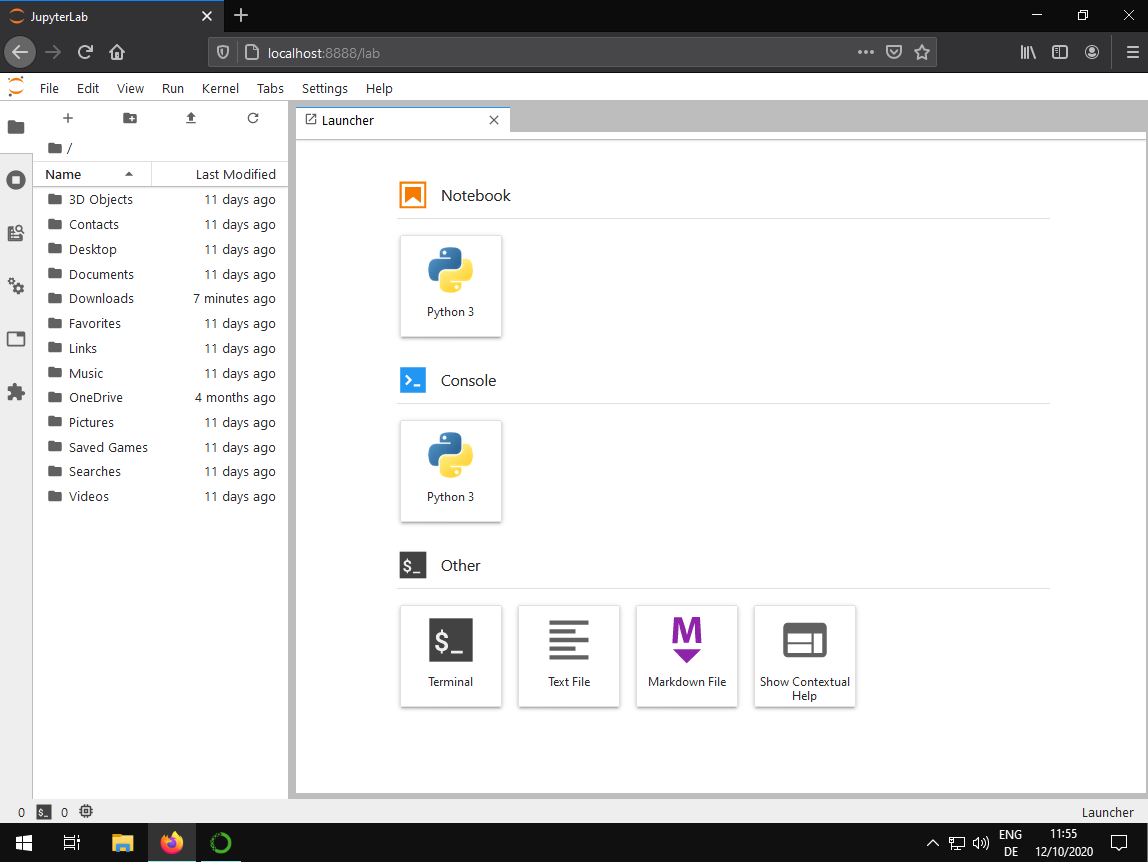 JupyterLab
localhost:8888/lab
File Edit View Run Kernel Tabs Settings Help
Launcher
/
Name Last Modified
3D Objects 11 days ago
Contacts 11 days ago
Desktop 11 days ago
Documents 11 days ago
Downloads 7 minutes ago
Favorites 11 days ago
Links 11 days ago
Music 11 days ago
OneDrive 4 months ago
Pictures 11 days ago
Saved Games 11 days ago
Searches 11 days ago
Videos 11 days ago
Notebook
Python 3
Console
Python 3
$_ Other
$_ M
Terminal Text File Markdown File Show Contextual
Help
0 $_ 0 Launcher
ENG 11:55
DE 12/10/2020